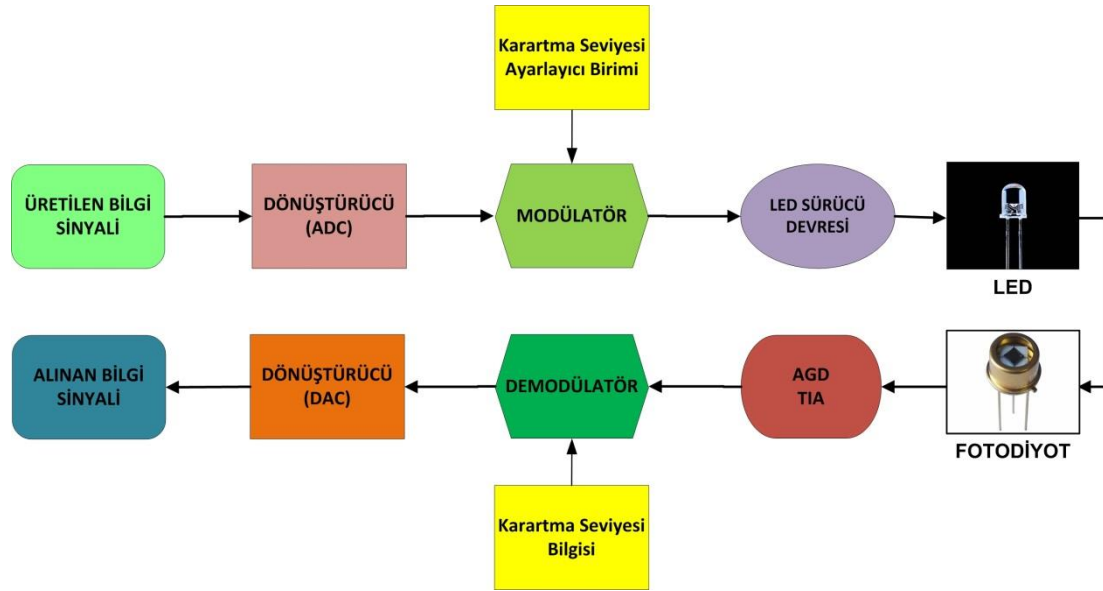 Karartma Seviyesi
Ayarlayıcı Birimi
ÜRETİLEN BİLGİ
SİNYALİ
DÖNÜŞTÜRÜCÜ
(ADC)
MODÜLATÖR
LED SÜRÜCÜ
DEVRESİ
LED
ALINAN BİLGİ
SİNYALİ
DÖNÜŞTÜRÜCÜ
(DAC)
DEMODÜLATÖR
AGD
TIA
FOTODİYOT
Karartma Seviyesi
Bilgisi